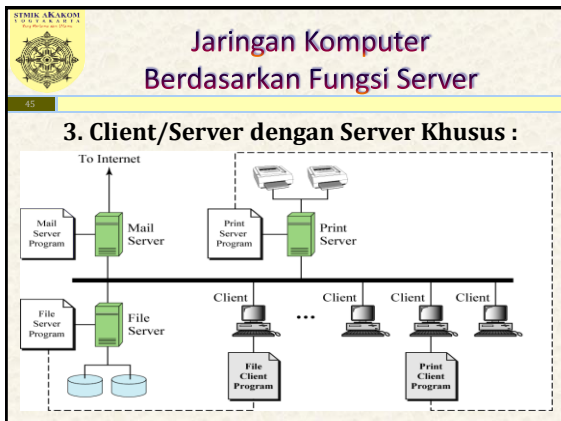 STMIK AKAKOM
YOGYAKARTA
Jaringan Komputer
Berdasarkan Fungsi Server
45
3. Client/Server dengan Server Khusus :
To Internet
Mail
Server
Program
Mail
Server
Print
Server
Program
Print
Server
File
Server
Program
File
Server
Client
...
Client
Client
Client
File
Client
Program
Print
Client
Program